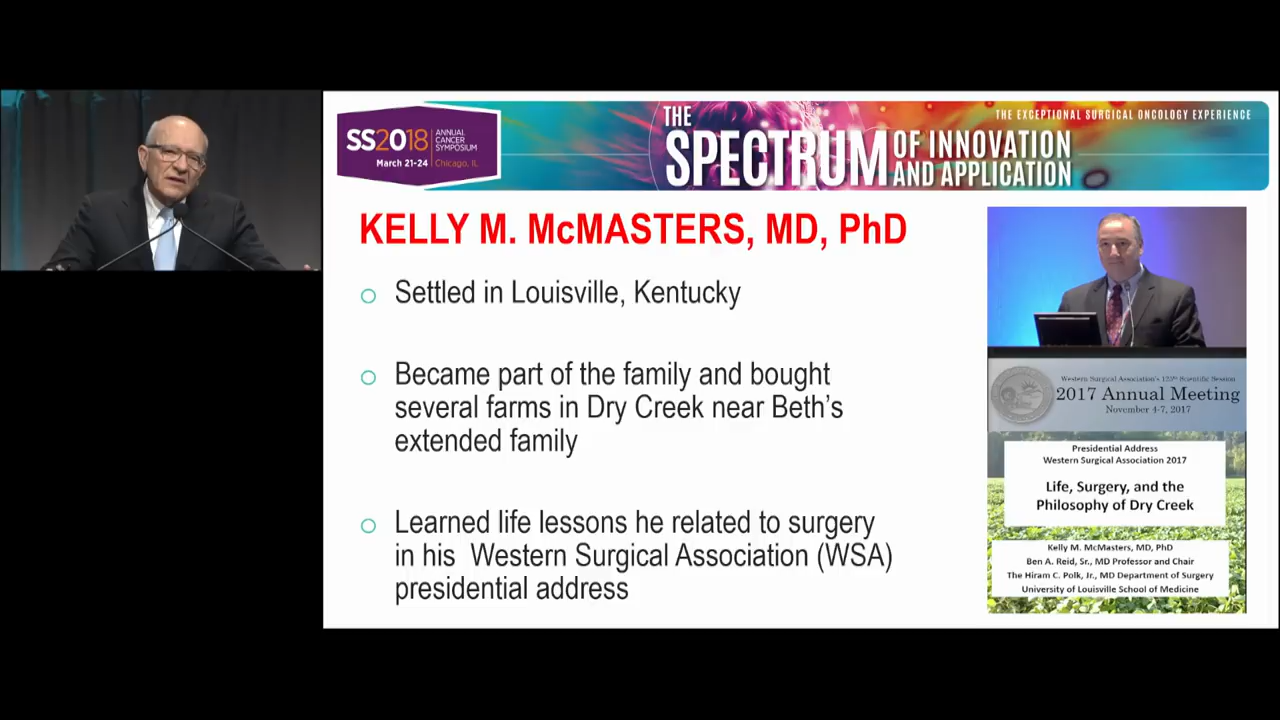 SS2018
ANNUAL
CANCER
SYMPOSIUM
March 21-24
Chicago, IL
THE
SPECTRUM
OF INNOVATION
AND APPLICATION
THE EXCEPTIONAL SURGICAL ONCOLOGY EXPERIENCE
KELLY M. McMASTERS, MD, PhD
Settled in Louisville, Kentucky
Became part of the family and bought
several farms in Dry Creek near Beth's
extended family
Learned life lessons he related to surgery
in his Western Surgical Association (WSA)
presidential address
Western Surgical Association's 125th Scientific Session
2017 Annual Meeting
November 4-7, 2017
Presidential Address
Western Surgical Association 2017
Life, Surgery, and the
Philosophy of Dry Creek
Kelly M. McMasters, MD, PhD
Ben A. Reid, Sr., MD Professor and Chair
The Hiram C. Polk, Jr., MD Department of Surgery
University of Louisville School of Medicine